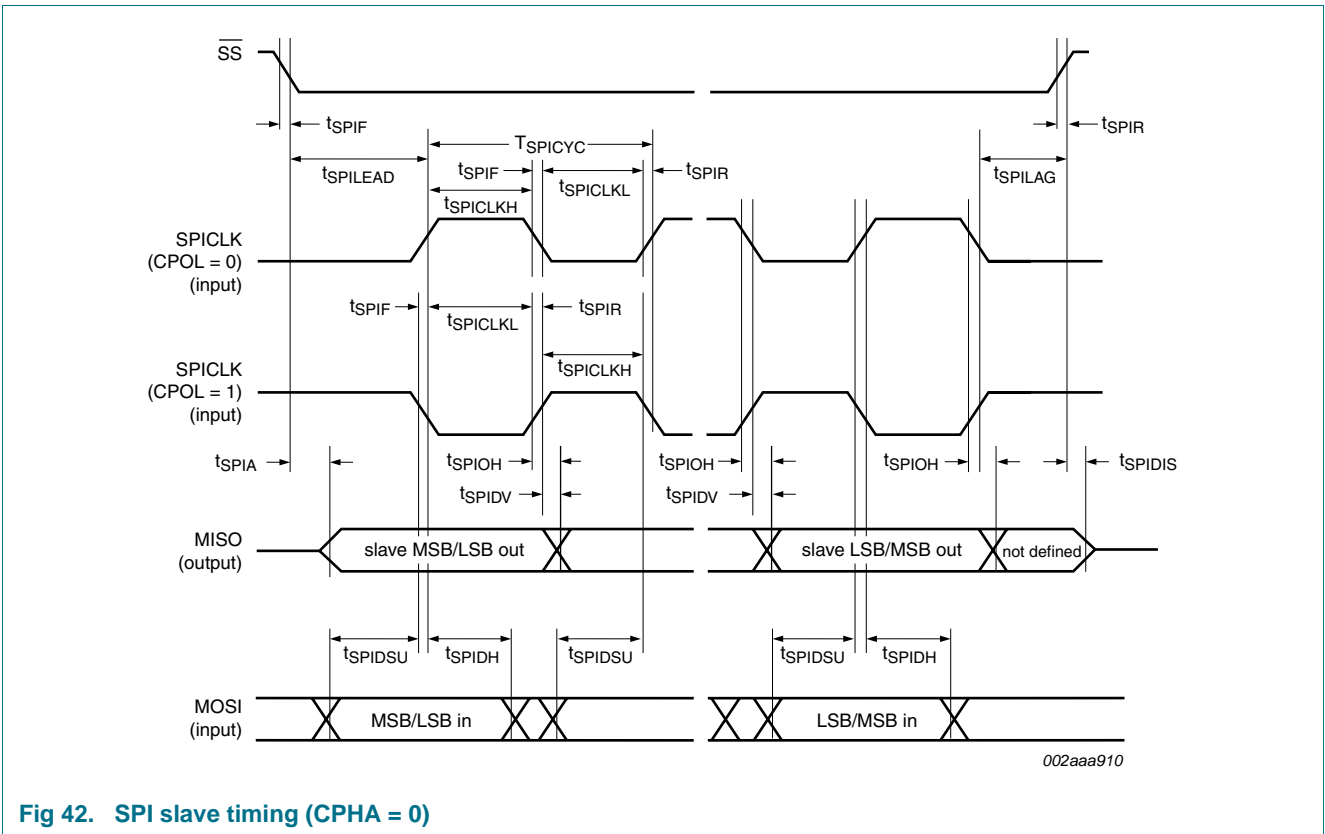 SS
tSPIF
tSPIR
TSPICYC
tSPILEAD
tSPIF
tSPICLKL
tSPIR
tSPILAG
tSPICLKH
SPICLK
(CPOL = 0)
(input)
tSPIF
tSPICLKL
tSPIR
tSPICLKH
SPICLK
(CPOL = 1)
(input)
tSPIA
tSPIOH
tSPIOH
tSPIOH
tSPIDIS
tSPIDV
tSPIDV
MISO
(output)
slave MSB/LSB out
slave LSB/MSB out
not defined
tSPIDSU
tSPIDH
tSPIDSU
tSPIDSU
tSPIDH
MOSI
(input)
MSB/LSB in
LSB/MSB in
002aaa910
Fig 42. SPI slave timing (CPHA = 0)